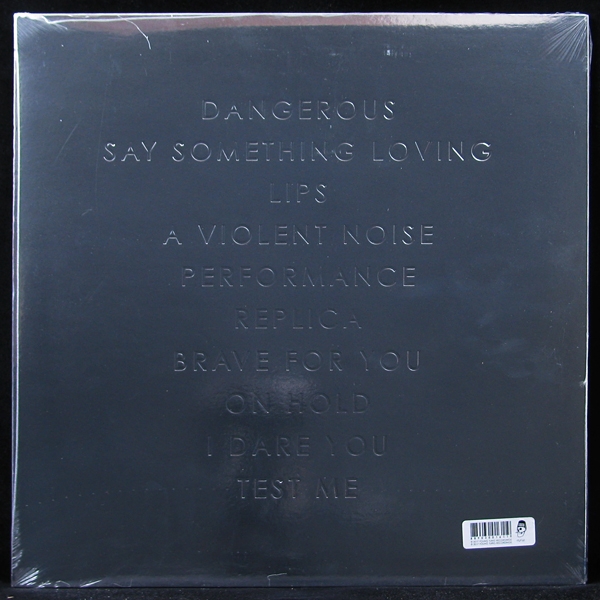 DANGEROUS
SAY SOMETHING LOVING
LIPS
A VIOLENT NOISE
PERFORMANCE
REPLICA
BRAVE FOR YOU
ON HOLD
I DARE YOU
TEST ME